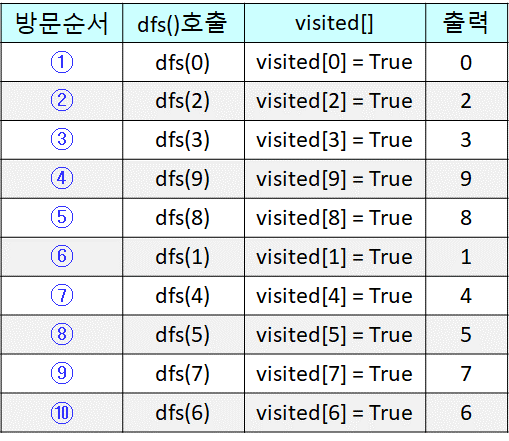 방문순서 dfs()호출 visited[] 출력
① dfs(0) visited[0] = True 0
② dfs(2) visited[2] = True 2
③ dfs(3) visited[3] = True 3
④ dfs(9) visited[9] = True 9
⑤ dfs(8) visited[8] = True 8
⑥ dfs(1) visited[1] = True 1
⑦ dfs(4) visited[4] = True 4
⑧ dfs(5) visited[5] = True 5
⑨ dfs(7) visited[7] = True 7
⑩ dfs(6) visited[6] = True 6